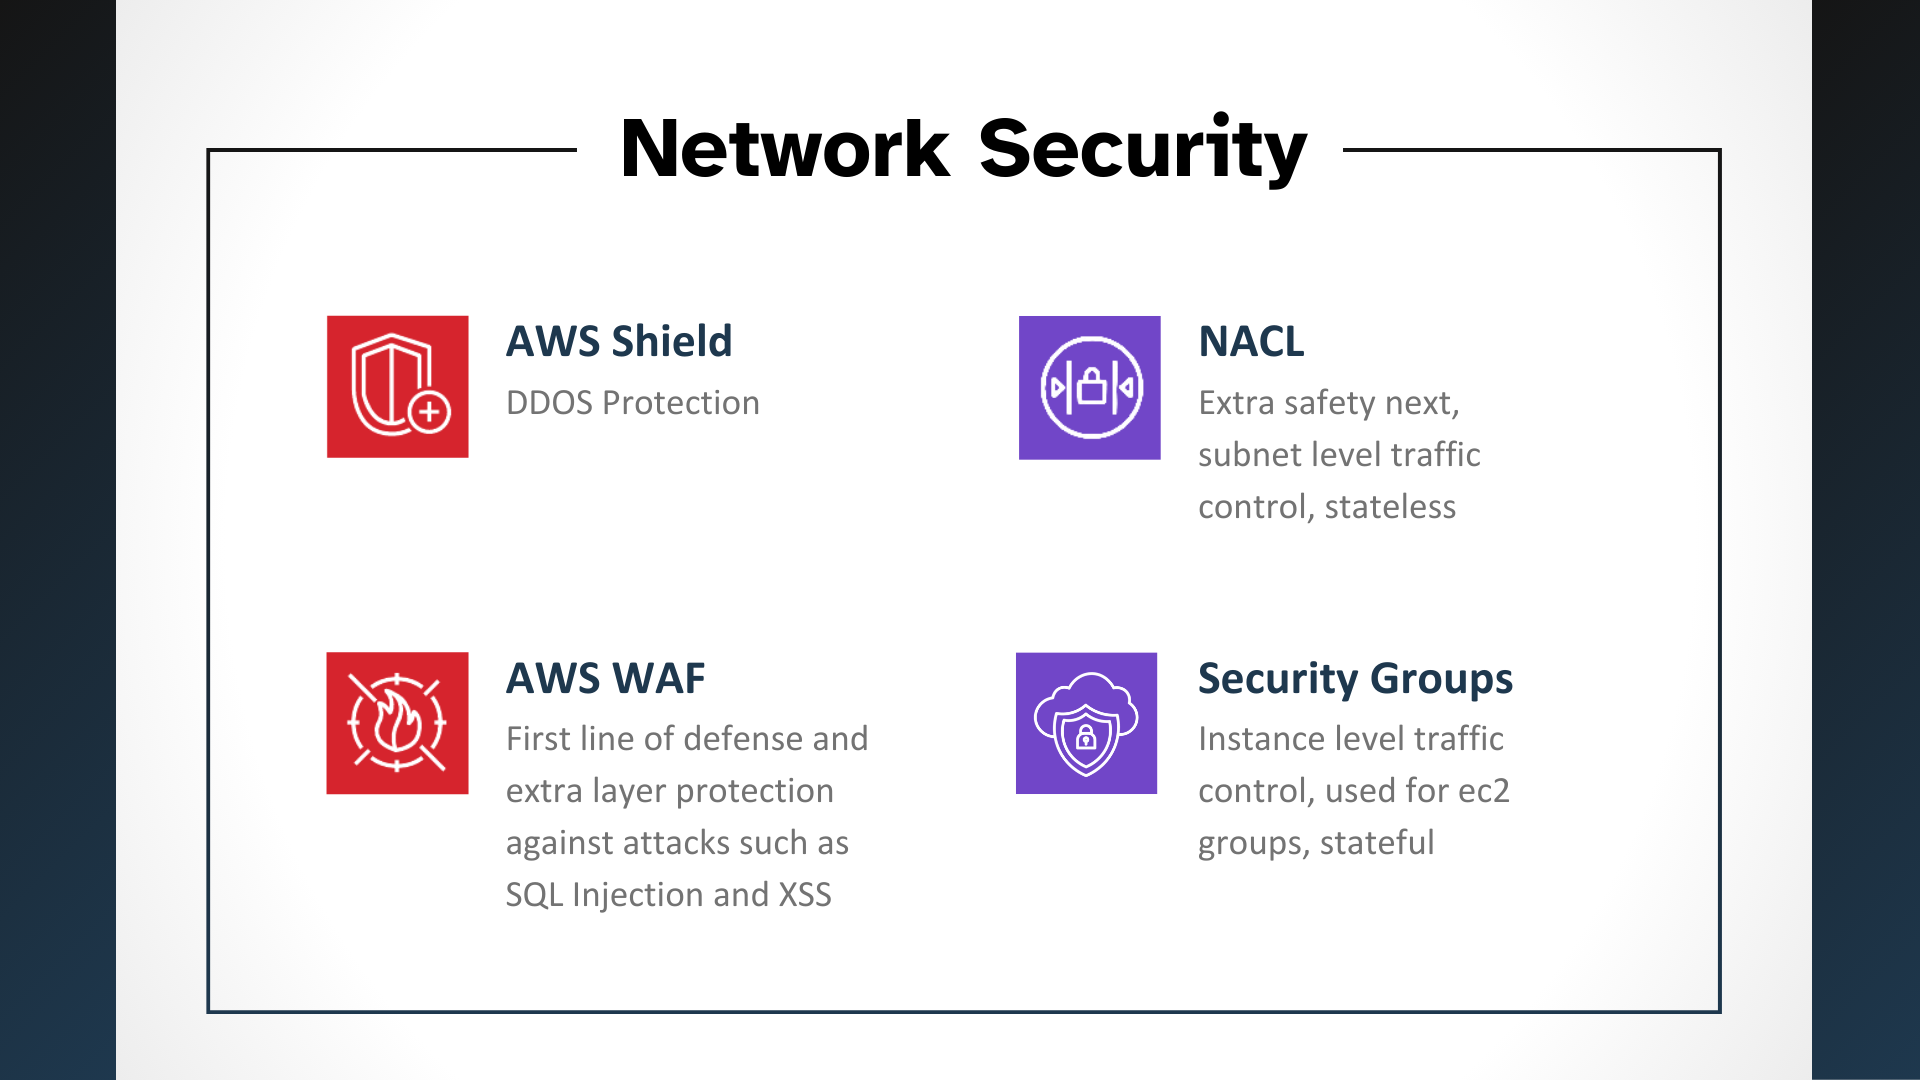 Network Security
AWS Shield
DDOS Protection
NACL
Extra safety next,
subnet level traffic
control, stateless
AWS WAF
First line of defense and
extra layer protection
against attacks such as
SQL Injection and XSS
Security Groups
Instance level traffic
control, used for ec2
groups, stateful